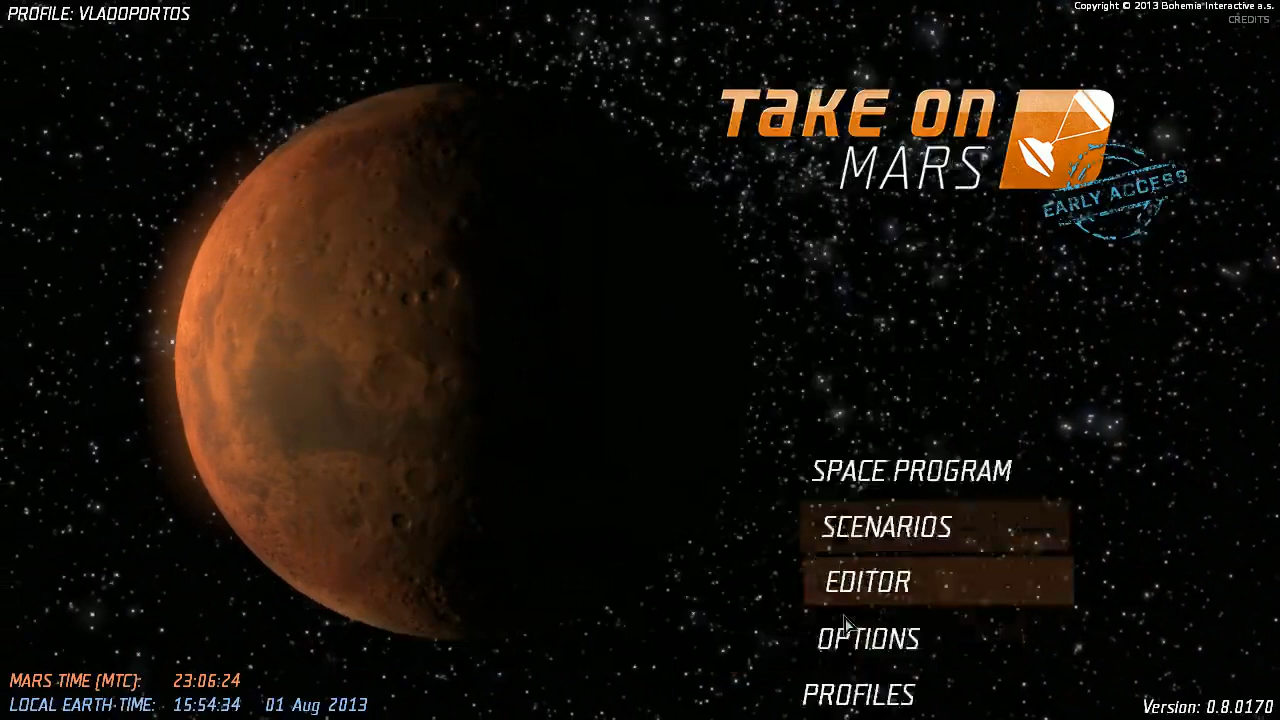 PROFILE: VLADOPORTOS
Copyright © 2013 Bohemia Interactive a.s.
CREDITS
TAKE ON
MARS
EARLY ACCESS
SPACE PROGRAM
SCENARIOS
EDITOR
OPTIONS
PROFILES
MARS TIME (MTC): 23:06:24
LOCAL EARTH TIME: 15:54:34 01 Aug 2013
Version: 0.8.0170